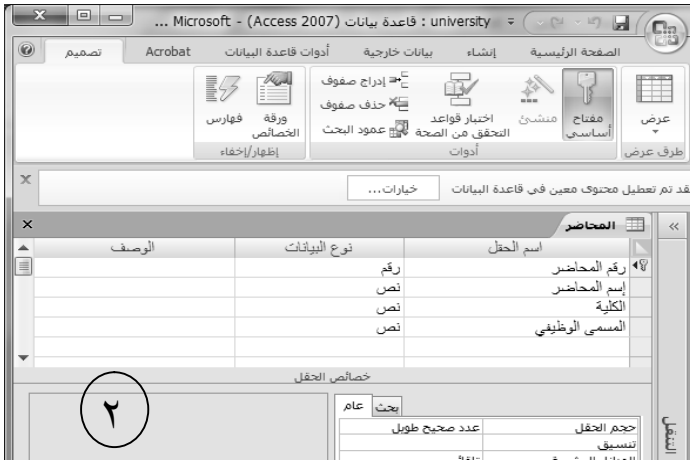 university : قاعدة بيانات (Access 2007) - Microsoft ...
الصفحة الرئيسية إنشاء بيانات خارجية أدوات قاعدة البيانات Acrobat تصميم
عرض
طرق عرض
مفتاح أساسي
منشئ
اختبار قواعد التحقق من الصحة
إدراج صفوف
حذف صفوف
عمود البحث
أدوات
ورقة الخصائص
فهارس
إظهار/إخفاء
قد تم تعطيل محتوى معين في قاعدة البيانات
خيارات...
المحاضر
اسم الحقل نوع البيانات الوصف
رقم المحاضر رقم
إسم المحاضر نص
الكلية نص
المسمى الوظيفي نص
خصائص الحقل
عام بحث
حجم الحقل عدد صحيح طويل
تنسيق
التنقل
٢